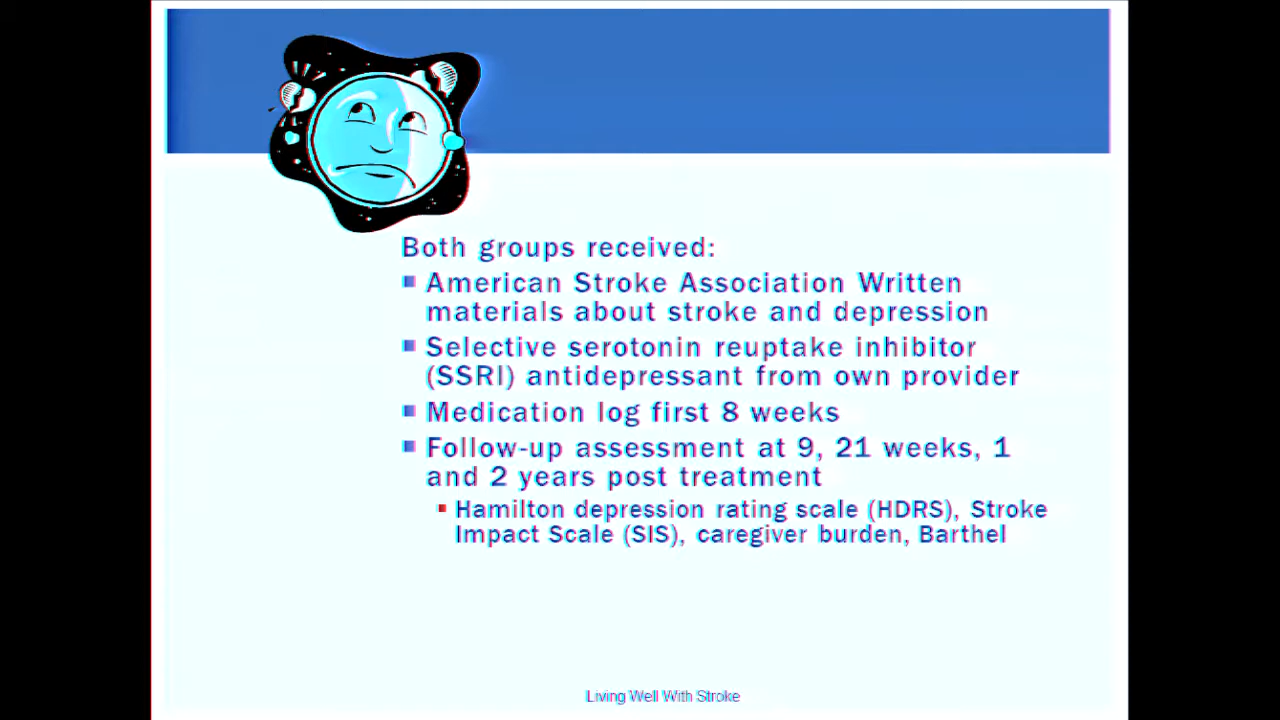 Both groups received:
American Stroke Association Written
materials about stroke and depression
Selective serotonin reuptake inhibitor
(SSRI) antidepressant from own provider
Medication log first 8 weeks
Follow-up assessment at 9, 21 weeks, 1
and 2 years post treatment
Hamilton depression rating scale (HDRS), Stroke
Impact Scale (SIS), caregiver burden, Barthel
Living Well With Stroke